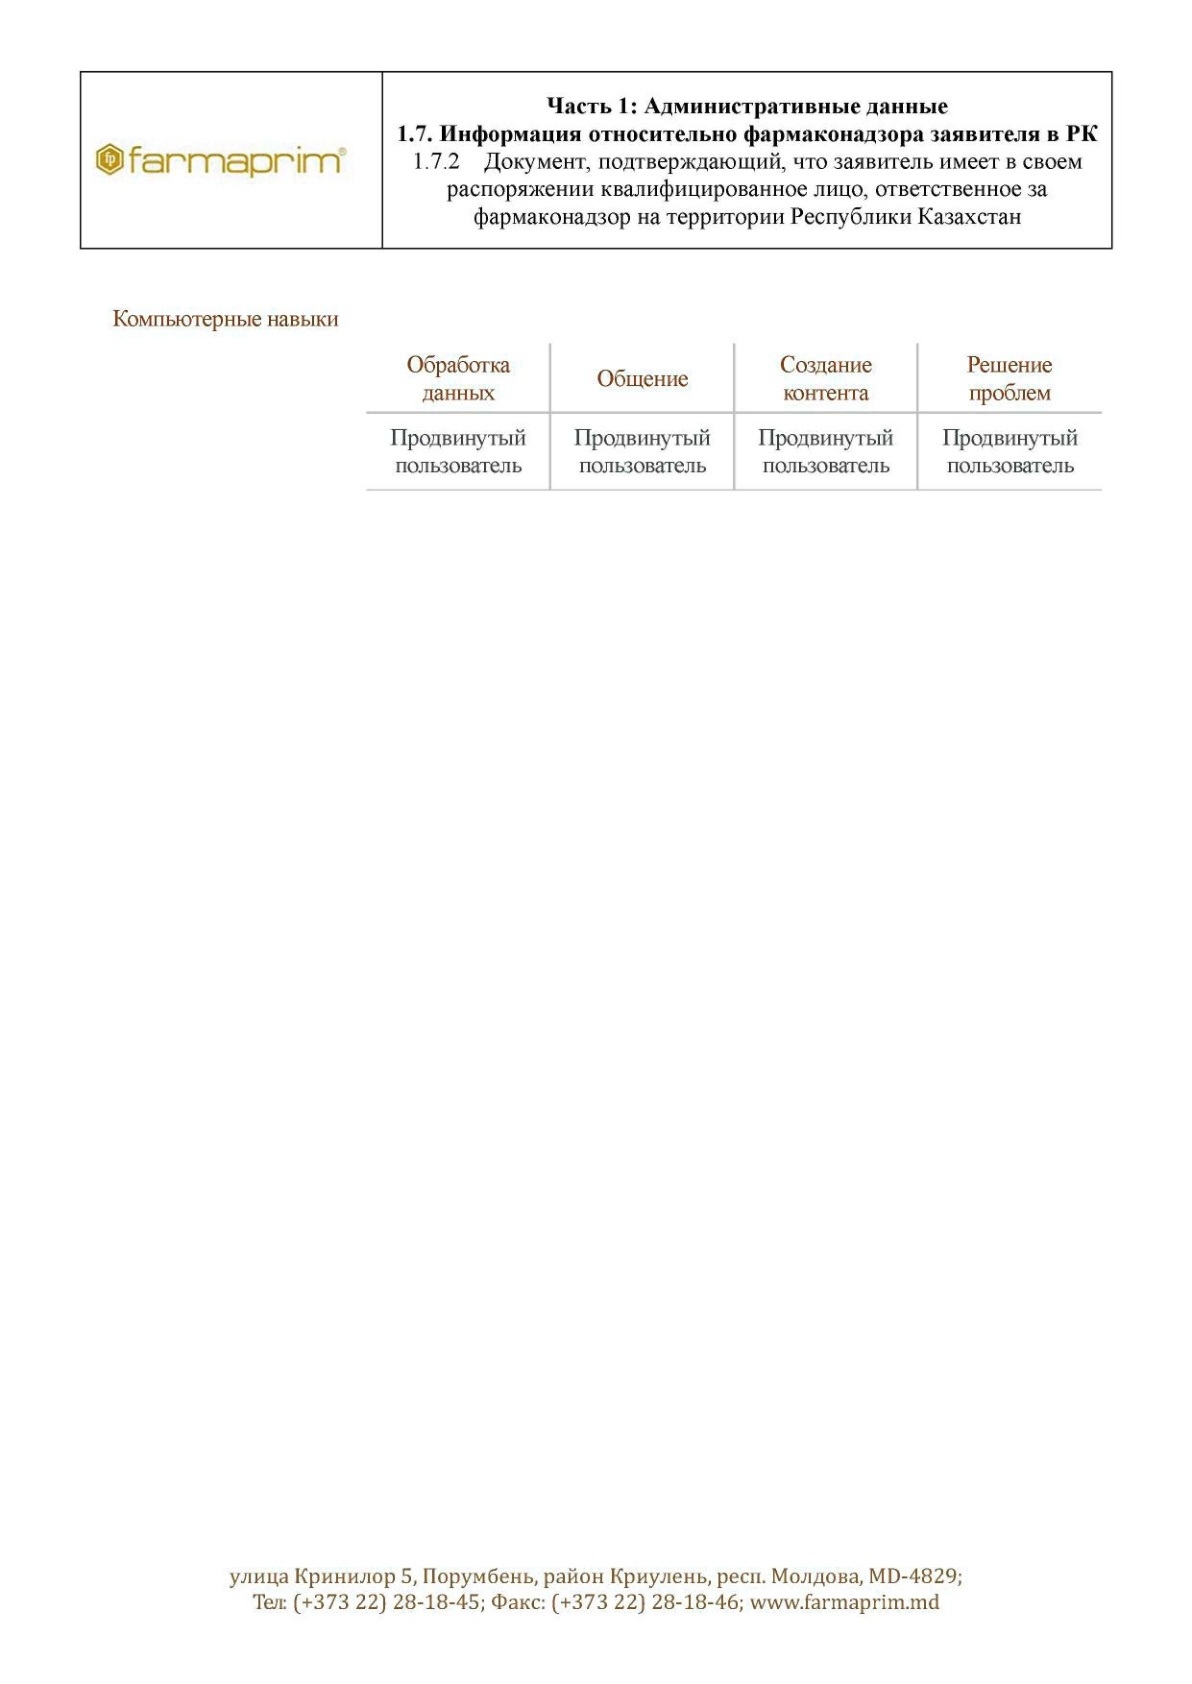 farmaprim®
Часть 1: Административные данные
1.7. Информация относительно фармаконадзора заявителя в РК
1.7.2 Документ, подтверждающий, что заявитель имеет в своем
распоряжении квалифицированное лицо, ответственное за
фармаконадзор на территории Республики Казахстан
Компьютерные навыки
Обработка
данных
Общение
Создание
контента
Решение
проблем
Продвинутый
пользователь
Продвинутый
пользователь
Продвинутый
пользователь
Продвинутый
пользователь
улица Кринилор 5, Порумбень, район Криулень, респ. Молдова, MD-4829;
Тел: (+373 22) 28-18-45; Факс: (+373 22) 28-18-46; www.farmaprim.md